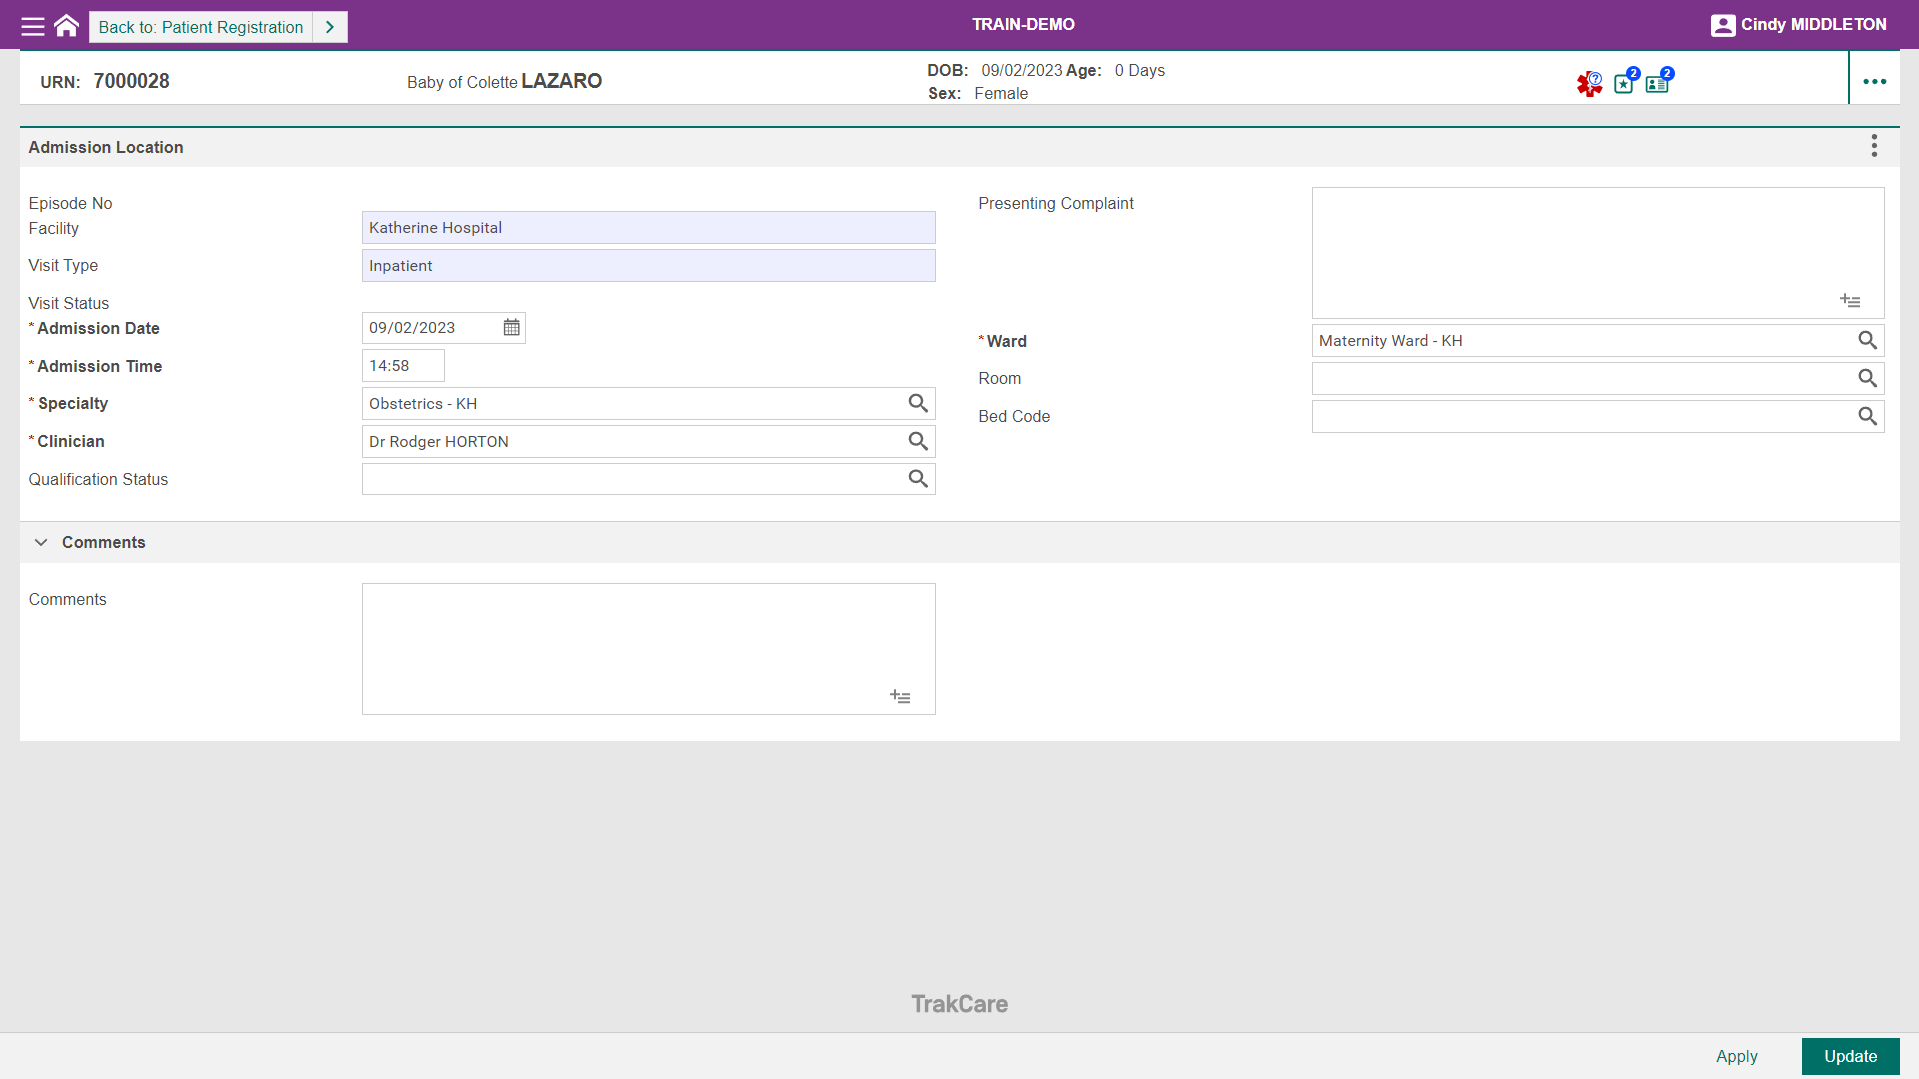 Back to: Patient Registration
TRAIN-DEMO
Cindy MIDDLETON
URN: 7000028
Baby of Colette LAZARO
DOB: 09/02/2023 Age: 0 Days
Sex: Female
?
2
2
Admission Location
Episode No
Facility Katherine Hospital
Visit Type Inpatient
Visit Status
*Admission Date 09/02/2023
*Admission Time 14:58
*Specialty Obstetrics - KH
*Clinician Dr Rodger HORTON
Qualification Status
Presenting Complaint
*Ward Maternity Ward - KH
Room
Bed Code
Comments
Comments
TrakCare
Apply
Update